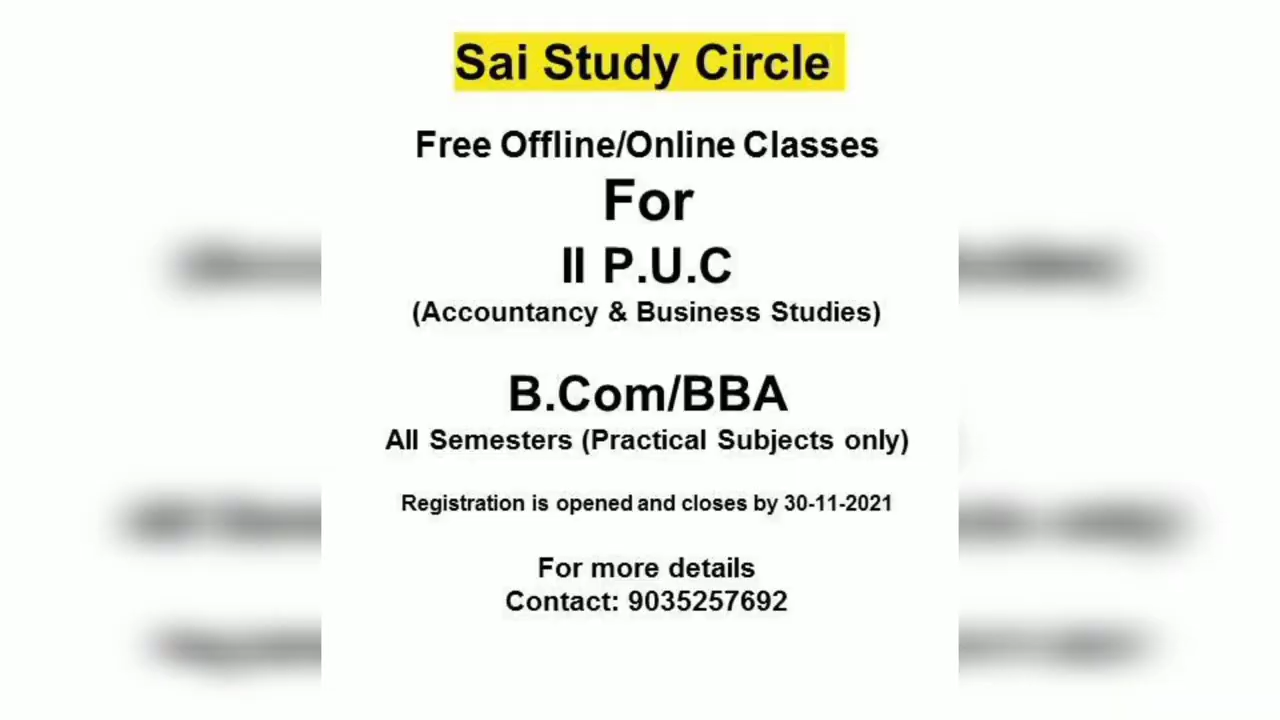 Sai Study Circle
Free Offline/Online Classes
For
II P.U.C
(Accountancy & Business Studies)
B.Com/BBA
All Semesters (Practical Subjects only)
Registration is opened and closes by 30-11-2021
For more details
Contact: 9035257692